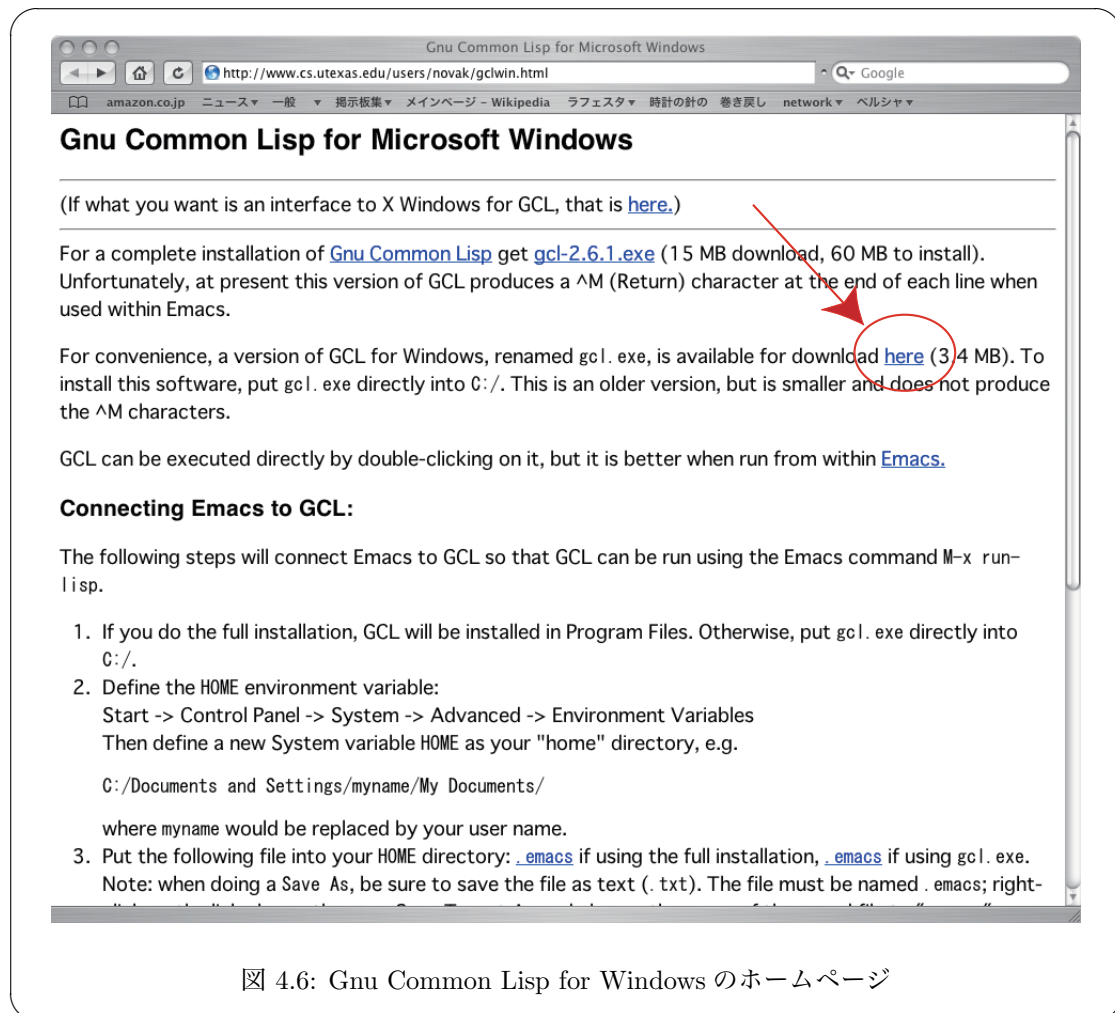 Gnu Common Lisp for Microsoft Windows
http://www.cs.utexas.edu/users/novak/gclwin.html
Google
amazon.co.jp ニュース▾ 一般 ▾ 掲示板集▾ メインページ – Wikipedia ラフェスタ▾ 時計の針の 巻き戻し network▾ ペルシャ▾
Gnu Common Lisp for Microsoft Windows
(If what you want is an interface to X Windows for GCL, that is here.)
For a complete installation of Gnu Common Lisp get gcl-2.6.1.exe (15 MB download, 60 MB to install).
Unfortunately, at present this version of GCL produces a ^M (Return) character at the end of each line when
used within Emacs.
For convenience, a version of GCL for Windows, renamed gcl.exe, is available for download here (3.4 MB). To
install this software, put gcl.exe directly into C:/. This is an older version, but is smaller and does not produce
the ^M characters.
GCL can be executed directly by double-clicking on it, but it is better when run from within Emacs.
Connecting Emacs to GCL:
The following steps will connect Emacs to GCL so that GCL can be run using the Emacs command M-x run-
lisp.
1. If you do the full installation, GCL will be installed in Program Files. Otherwise, put gcl.exe directly into
C:/.
2. Define the HOME environment variable:
Start -> Control Panel -> System -> Advanced -> Environment Variables
Then define a new System variable HOME as your "home" directory, e.g.
C:/Documents and Settings/myname/My Documents/
where myname would be replaced by your user name.
3. Put the following file into your HOME directory: .emacs if using the full installation, .emacs if using gcl.exe.
Note: when doing a Save As, be sure to save the file as text (.txt). The file must be named .emacs; right-
図 4.6: Gnu Common Lisp for Windows のホームページ